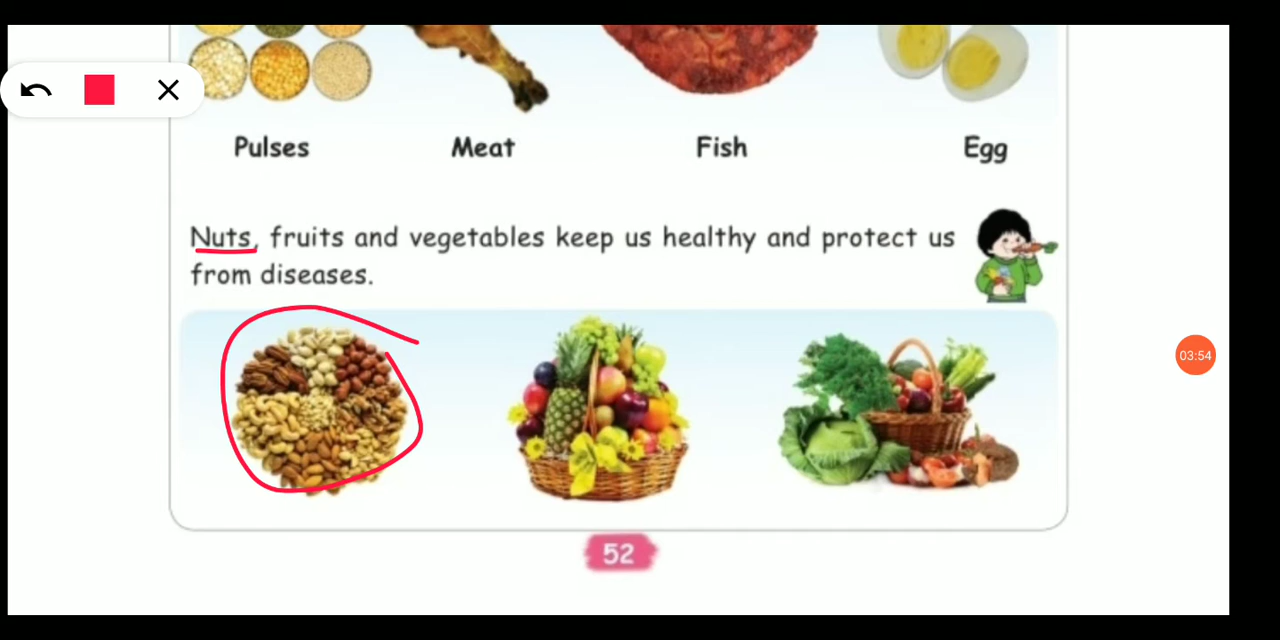 Pulses Meat Fish Egg
Nuts, fruits and vegetables keep us healthy and protect us
from diseases.
03:54
52